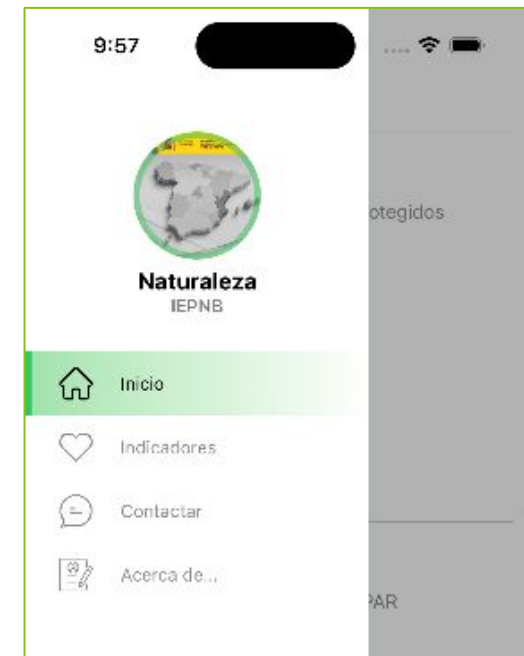 9:57
otegidos
Naturaleza
IEPNB
Inicio
Indicadores
Contactar
Acerca de...
PAR